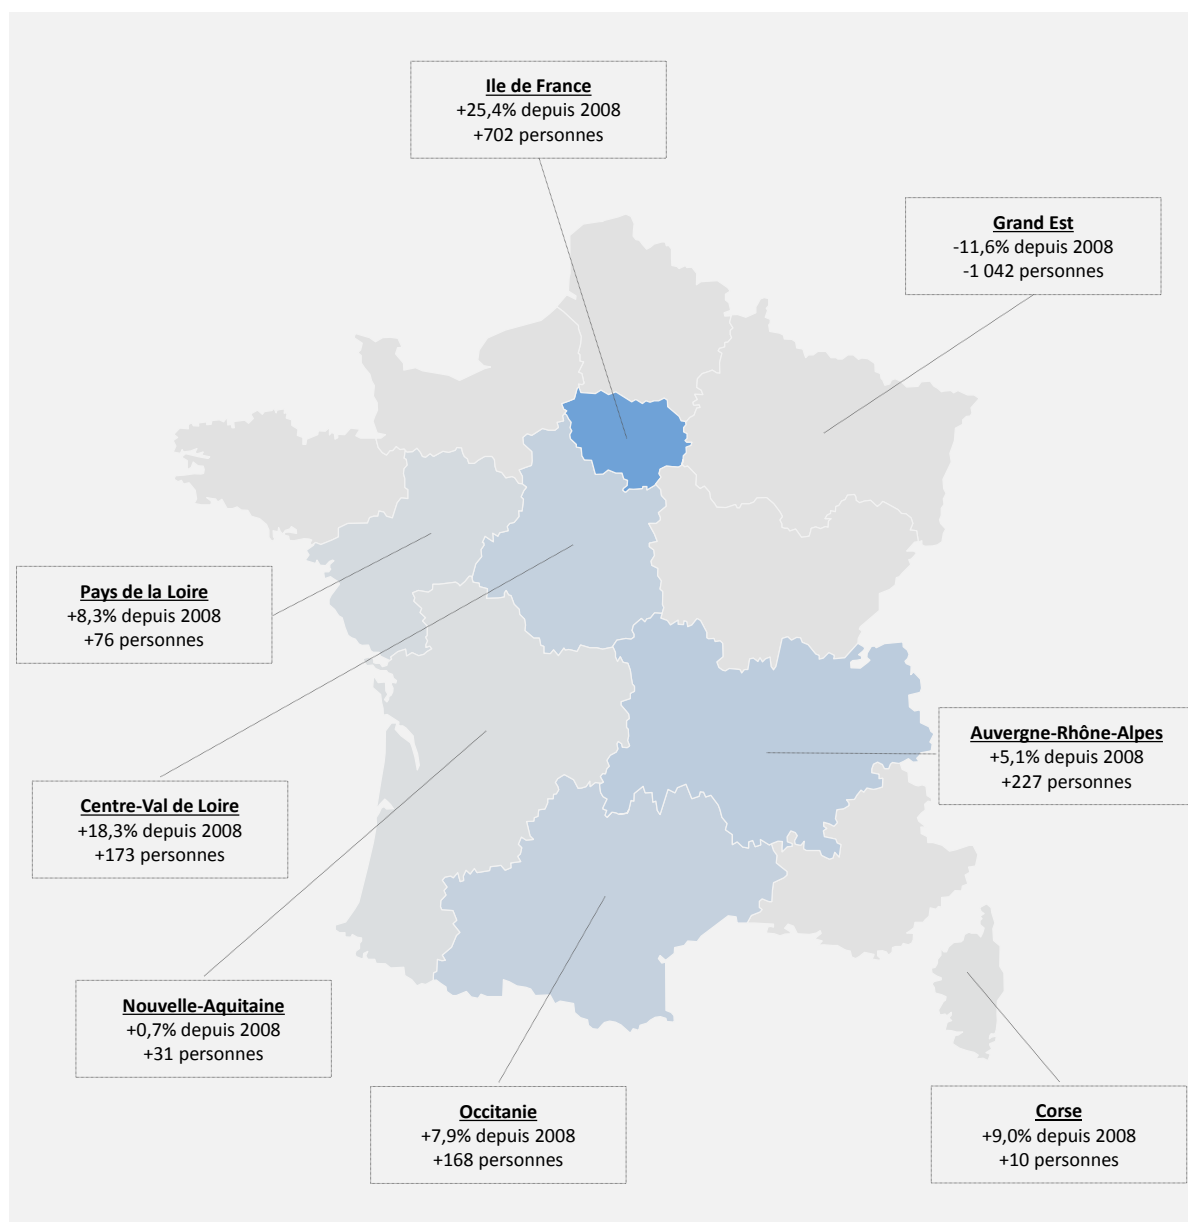 Ile de France
+25,4% depuis 2008
+702 personnes
Grand Est
-11,6% depuis 2008
-1 042 personnes
Pays de la Loire
+8,3% depuis 2008
+76 personnes
Auvergne-Rhône-Alpes
+5,1% depuis 2008
+227 personnes
Centre-Val de Loire
+18,3% depuis 2008
+173 personnes
Nouvelle-Aquitaine
+0,7% depuis 2008
+31 personnes
Occitanie
+7,9% depuis 2008
+168 personnes
Corse
+9,0% depuis 2008
+10 personnes